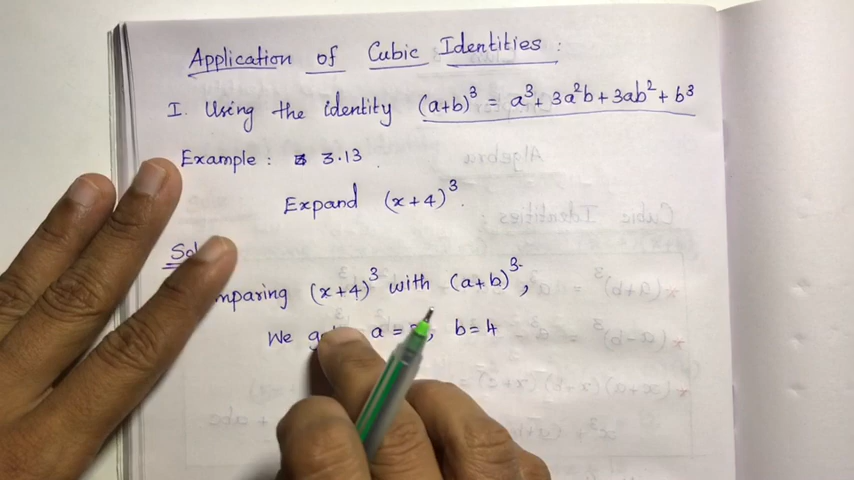 Application of Cubic Identities :
I. Using the identity (a+b)³ = a³ + 3a²b + 3ab² + b³
Example : 3.13
Expand (x+4)³.
(x+4)³ with (a+b)³,
We a = b = 4